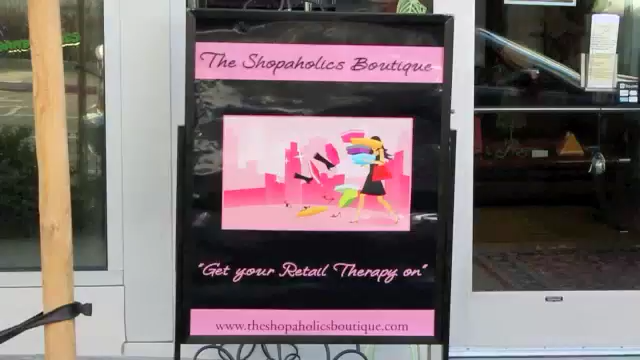 The Shopaholics Boutique
"Get your Retail Therapy on"
www.theshopaholicsboutique.com